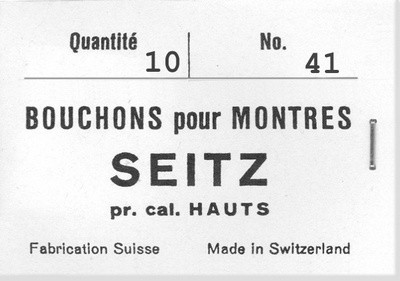 Quantité No.
10 41
BOUCHONS pour MONTRES
SEITZ
pr. cal. HAUTS
Fabrication Suisse Made in Switzerland